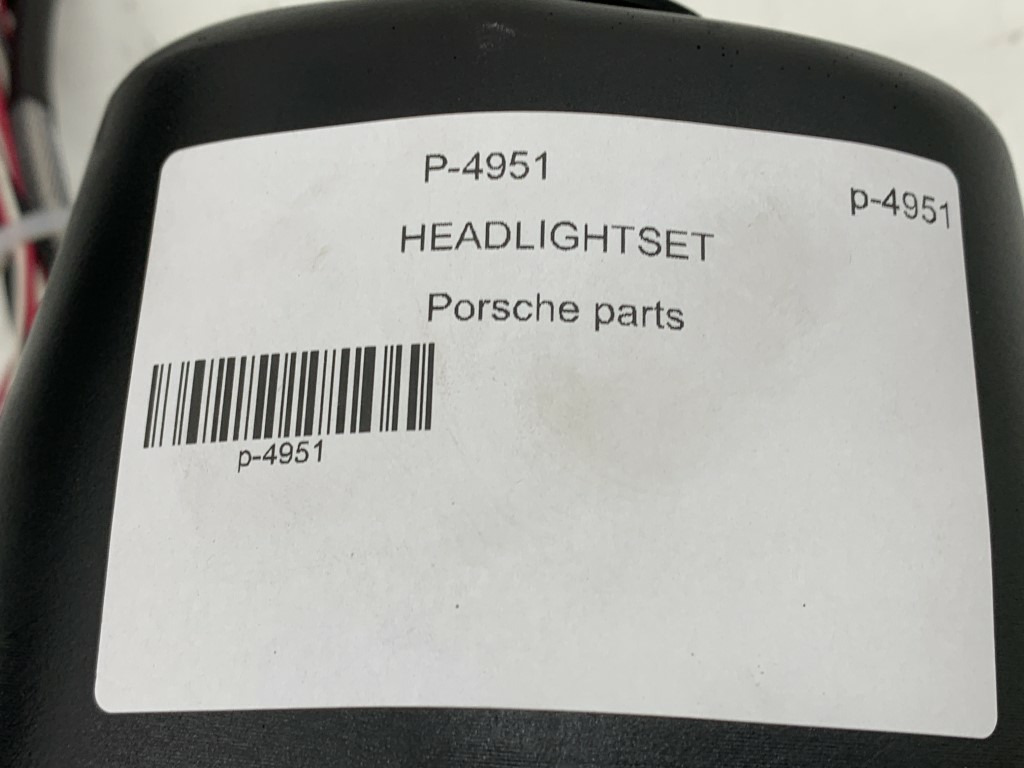 P-4951
p-4951
HEADLIGHTSET
Porsche parts
p-4951